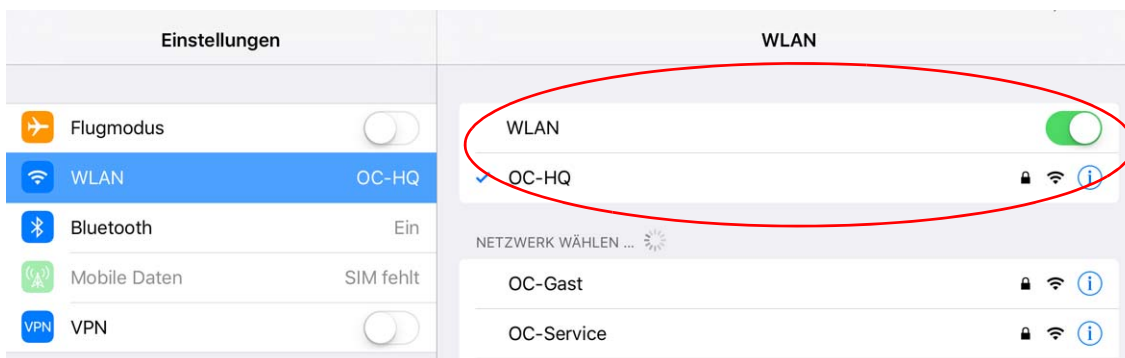 Einstellungen
Flugmodus
WLAN OC-HQ
Bluetooth Ein
Mobile Daten SIM fehlt
VPN VPN
WLAN
WLAN
OC-HQ
NETZWERK WÄHLEN ...
OC-Gast
OC-Service